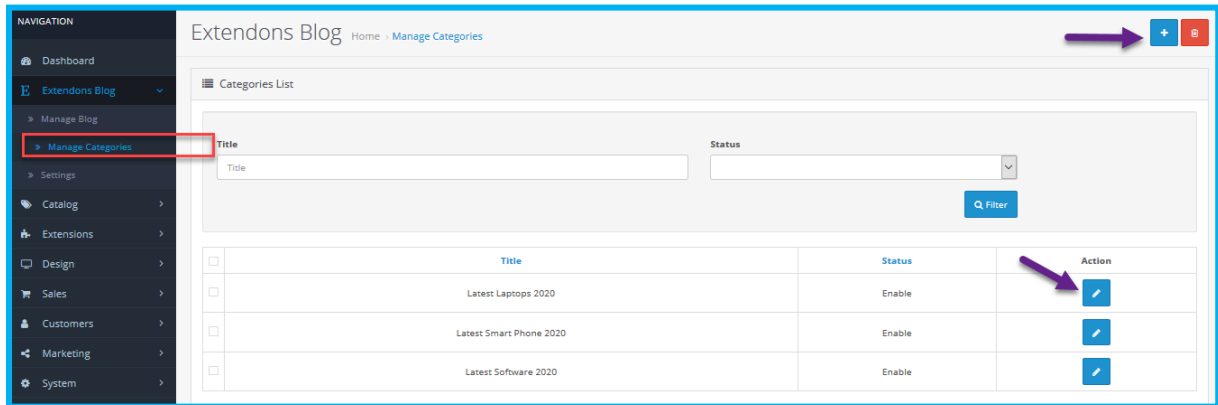 NAVIGATION
Dashboard
E Extendons Blog
» Manage Blog
» Manage Categories
» Settings
Catalog
Extensions
Design
Sales
Customers
Marketing
System
Extendons Blog Home › Manage Categories
Categories List
Title Status
Title
Filter
Title Status Action
Latest Laptops 2020 Enable
Latest Smart Phone 2020 Enable
Latest Software 2020 Enable